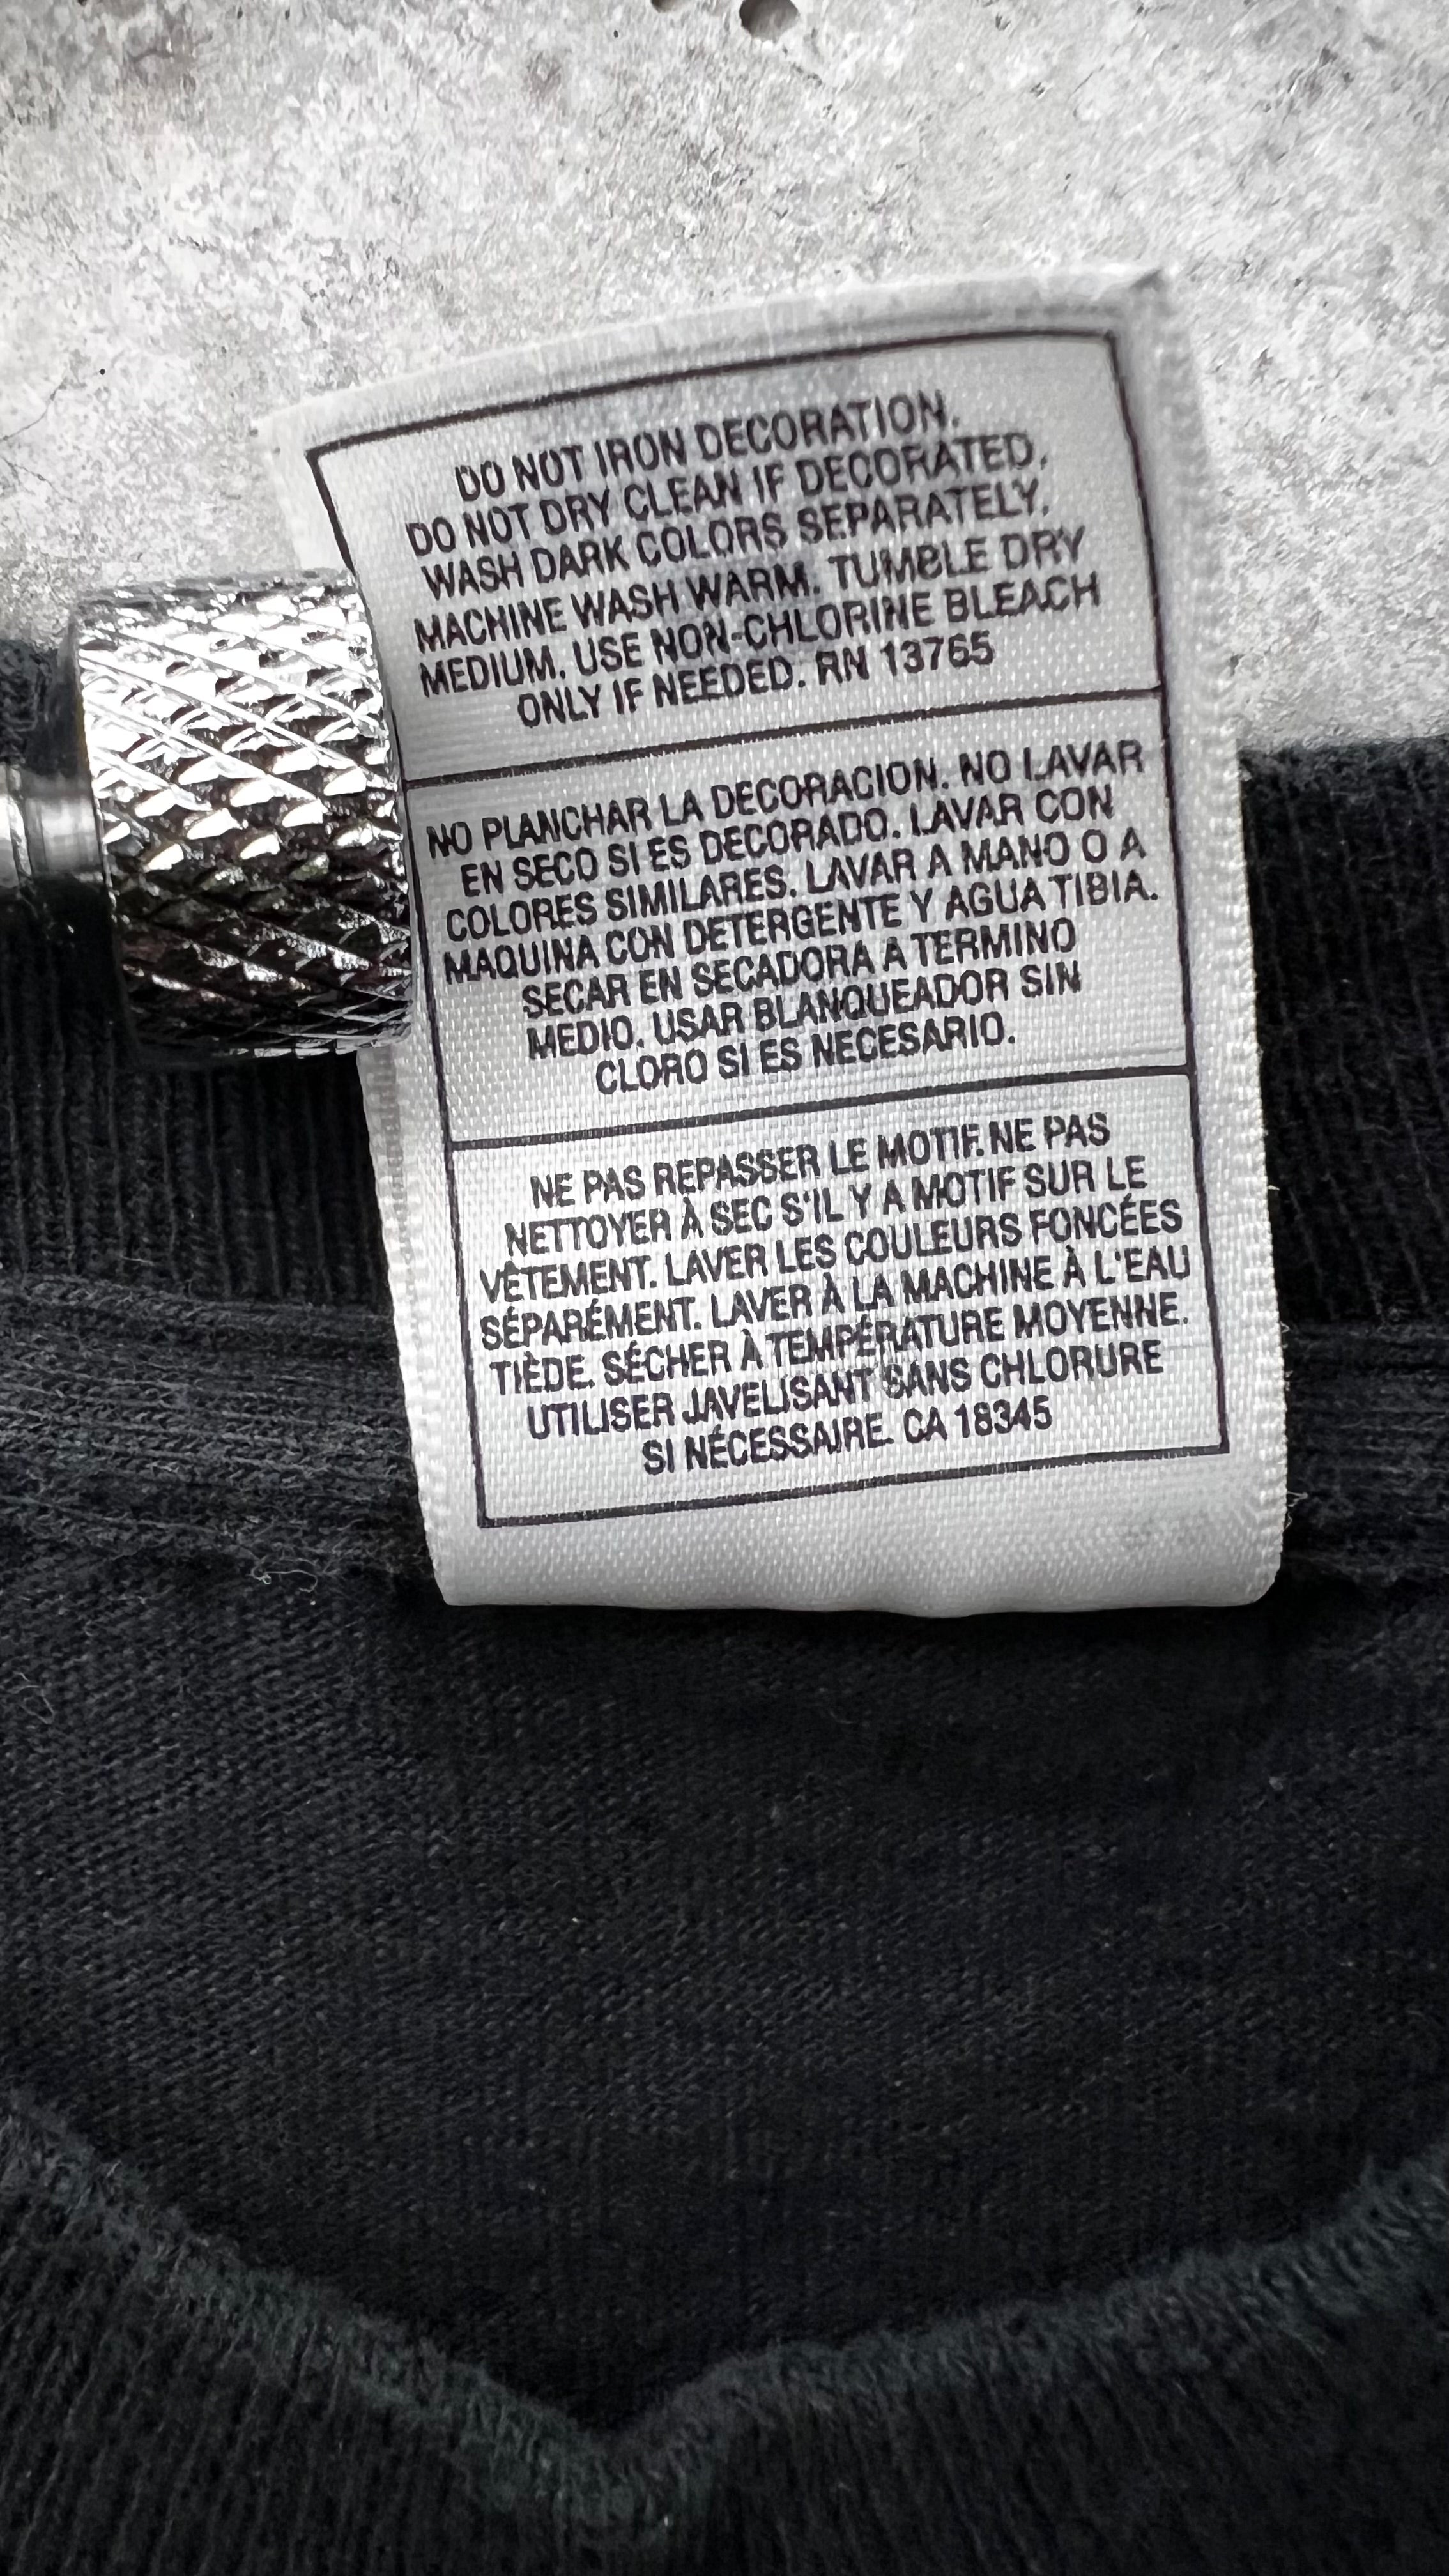 DO NOT IRON DECORATION.
DO NOT DRY CLEAN IF DECORATED.
WASH DARK COLORS SEPARATELY.
MACHINE WASH WARM. TUMBLE DRY
MEDIUM. USE NON-CHLORINE BLEACH
ONLY IF NEEDED. RN 13765
NO PLANCHAR LA DECORACION. NO LAVAR
EN SECO SI ES DECORADO. LAVAR CON
COLORES SIMILARES. LAVAR A MANO O A
MAQUINA CON DETERGENTE Y AGUA TIBIA.
SECAR EN SECADORA A TERMINO
MEDIO. USAR BLANQUEADOR SIN
CLORO SI ES NECESARIO.
NE PAS REPASSER LE MOTIF. NE PAS
NETTOYER À SEC S'IL Y A MOTIF SUR LE
VÊTEMENT. LAVER LES COULEURS FONCÉES
SÉPARÉMENT. LAVER À LA MACHINE À L'EAU
TIÈDE. SÉCHER À TEMPÉRATURE MOYENNE.
UTILISER JAVELISANT SANS CHLORURE
SI NÉCESSAIRE. CA 18345